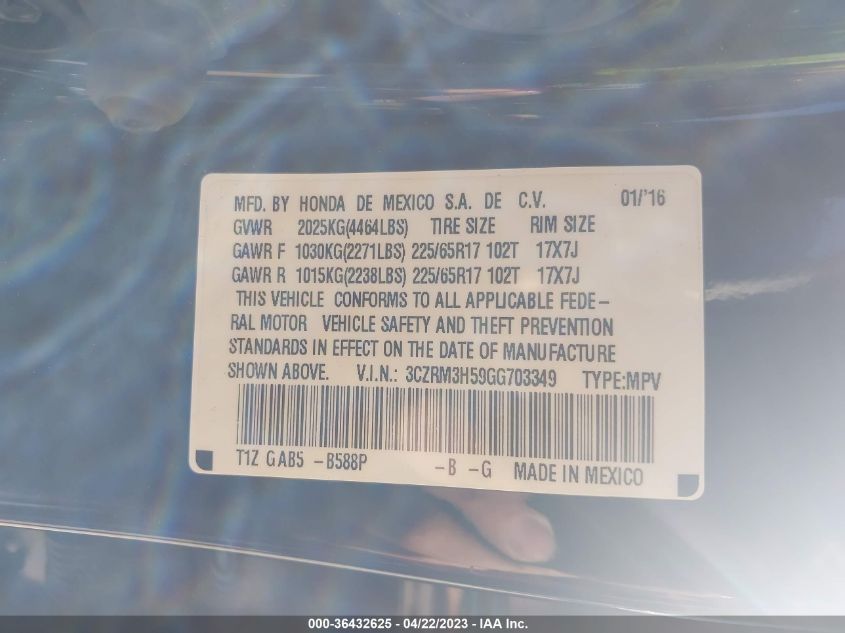 MFD. BY HONDA DE MEXICO S.A. DE C.V. 01/'16
GVWR 2025KG(4464LBS) TIRE SIZE RIM SIZE
GAWR F 1030KG(2271LBS) 225/65R17 102T 17X7J
GAWR R 1015KG(2238LBS) 225/65R17 102T 17X7J
THIS VEHICLE CONFORMS TO ALL APPLICABLE FEDE-
RAL MOTOR VEHICLE SAFETY AND THEFT PREVENTION
STANDARDS IN EFFECT ON THE DATE OF MANUFACTURE
SHOWN ABOVE. V.I.N.: 3CZRM3H59GG703349 TYPE:MPV
T1Z GAB5 -B588P -B -G MADE IN MEXICO
000-36432625 - 04/22/2023 - IAA Inc.